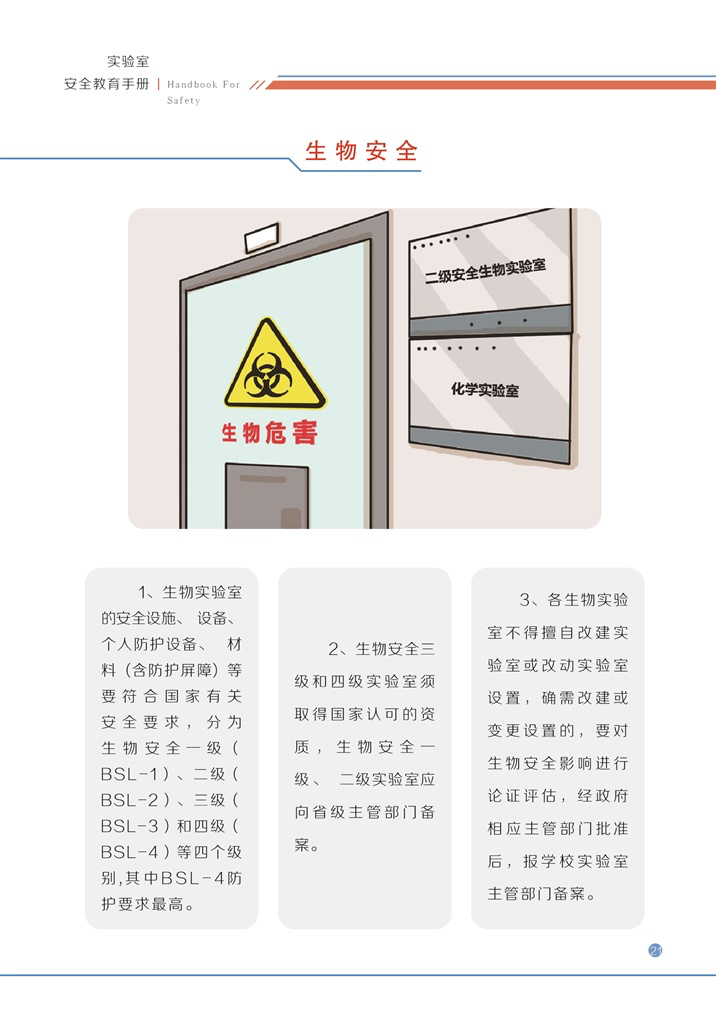 实验室
安全教育手册
Handbook For
Safety
生物安全
二级安全生物实验室
化学实验室
生物危害
1、生物实验室
的安全设施、 设备、
个人防护设备、 材
料（含防护屏障）等
要符合国家有关
安全要求，分为
生物安全一级（
BSL-1）、二级（
BSL-2）、三级（
BSL-3）和四级（
BSL-4）等四个级
别,其中BSL-4防
护要求最高。
2、生物安全三
级和四级实验室须
取得国家认可的资
质，生物安全一
级、 二级实验室应
向省级主管部门备
案。
3、各生物实验
室不得擅自改建实
验室或改动实验室
设置，确需改建或
变更设置的，要对
生物安全影响进行
论证评估，经政府
相应主管部门批准
后，报学校实验室
主管部门备案。
21